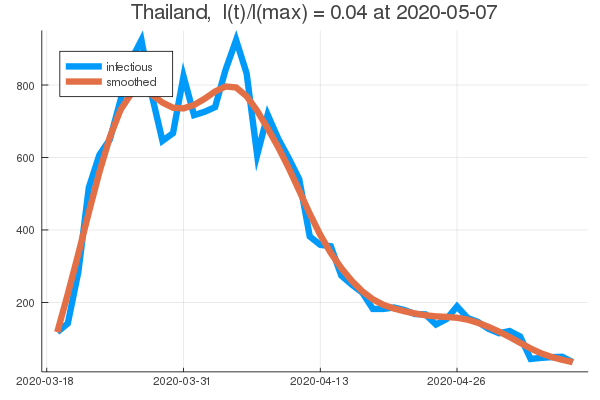 Thailand, I(t)/I(max) = 0.04 at 2020-05-07
infectious
smoothed
800
600
400
200
2020-03-18 2020-03-31 2020-04-13 2020-04-26